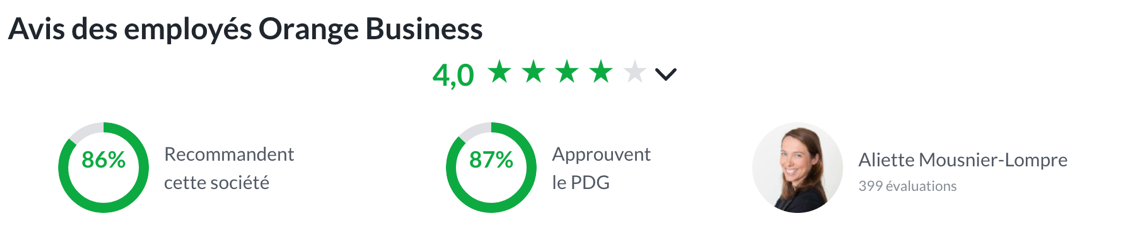 Avis des employés Orange Business
4,0
86%
Recommandent
cette société
87%
Approuvent
le PDG
Aliette Mousnier-Lompre
399 évaluations